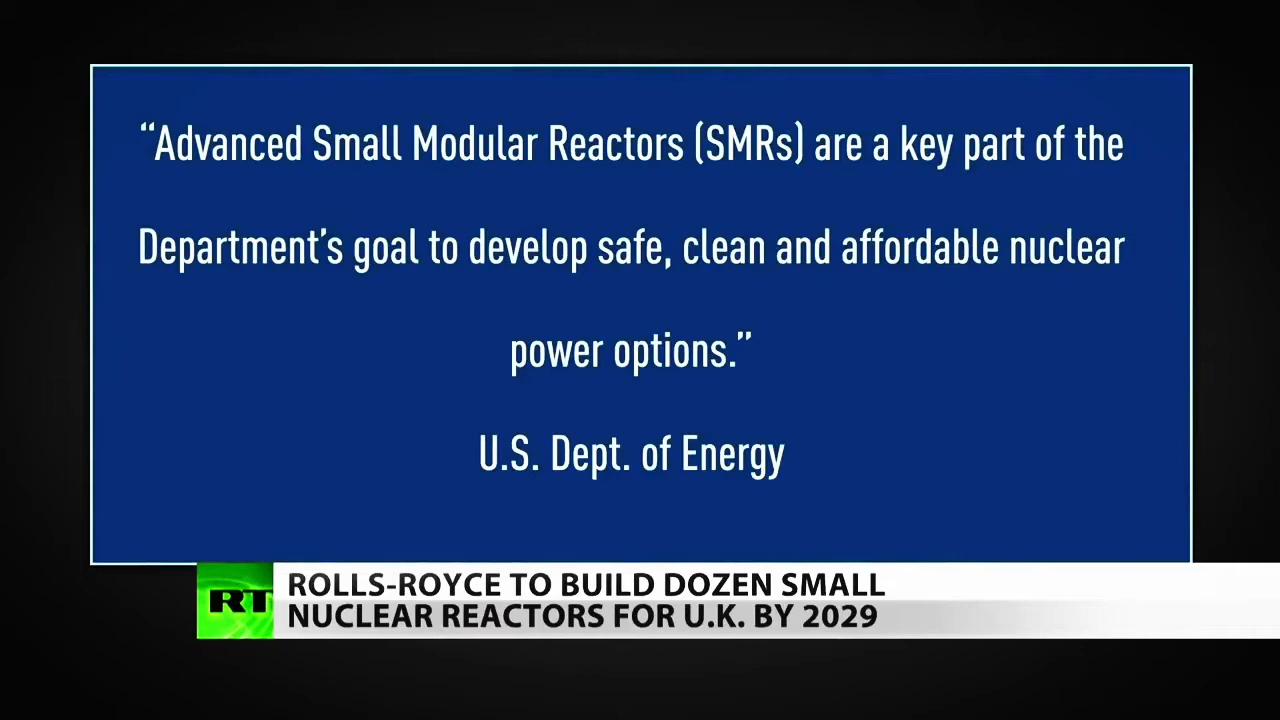 “Advanced Small Modular Reactors (SMRs) are a key part of the
Department’s goal to develop safe, clean and affordable nuclear
power options.”
U.S. Dept. of Energy
RT
ROLLS-ROYCE TO BUILD DOZEN SMALL
NUCLEAR REACTORS FOR U.K. BY 2029